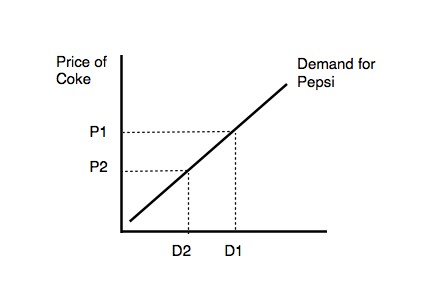 Price of
Coke
Demand for
Pepsi
P1
P2
D2
D1